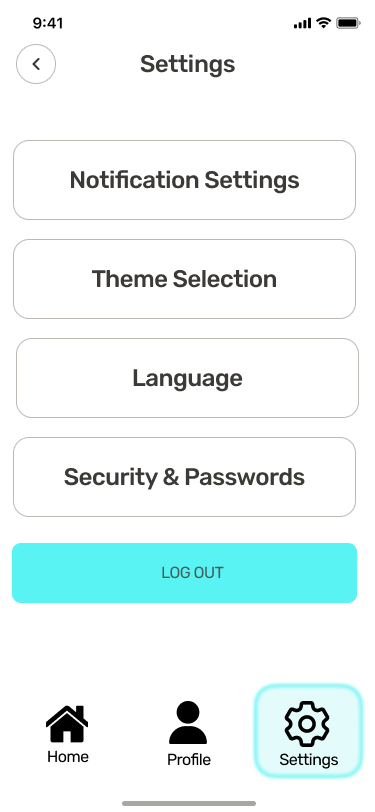 9:41
Settings
Notification Settings
Theme Selection
Language
Security & Passwords
LOG OUT
Home
Profile
Settings